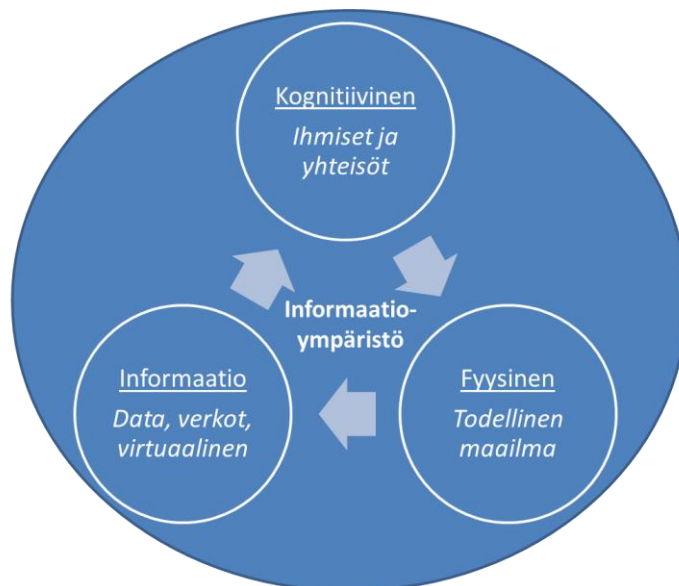 Kognitiivinen
Ihmiset ja
yhteisöt
Informaatio-
ympäristö
Informaatio
Data, verkot,
virtuaalinen
Fyysinen
Todellinen
maailma